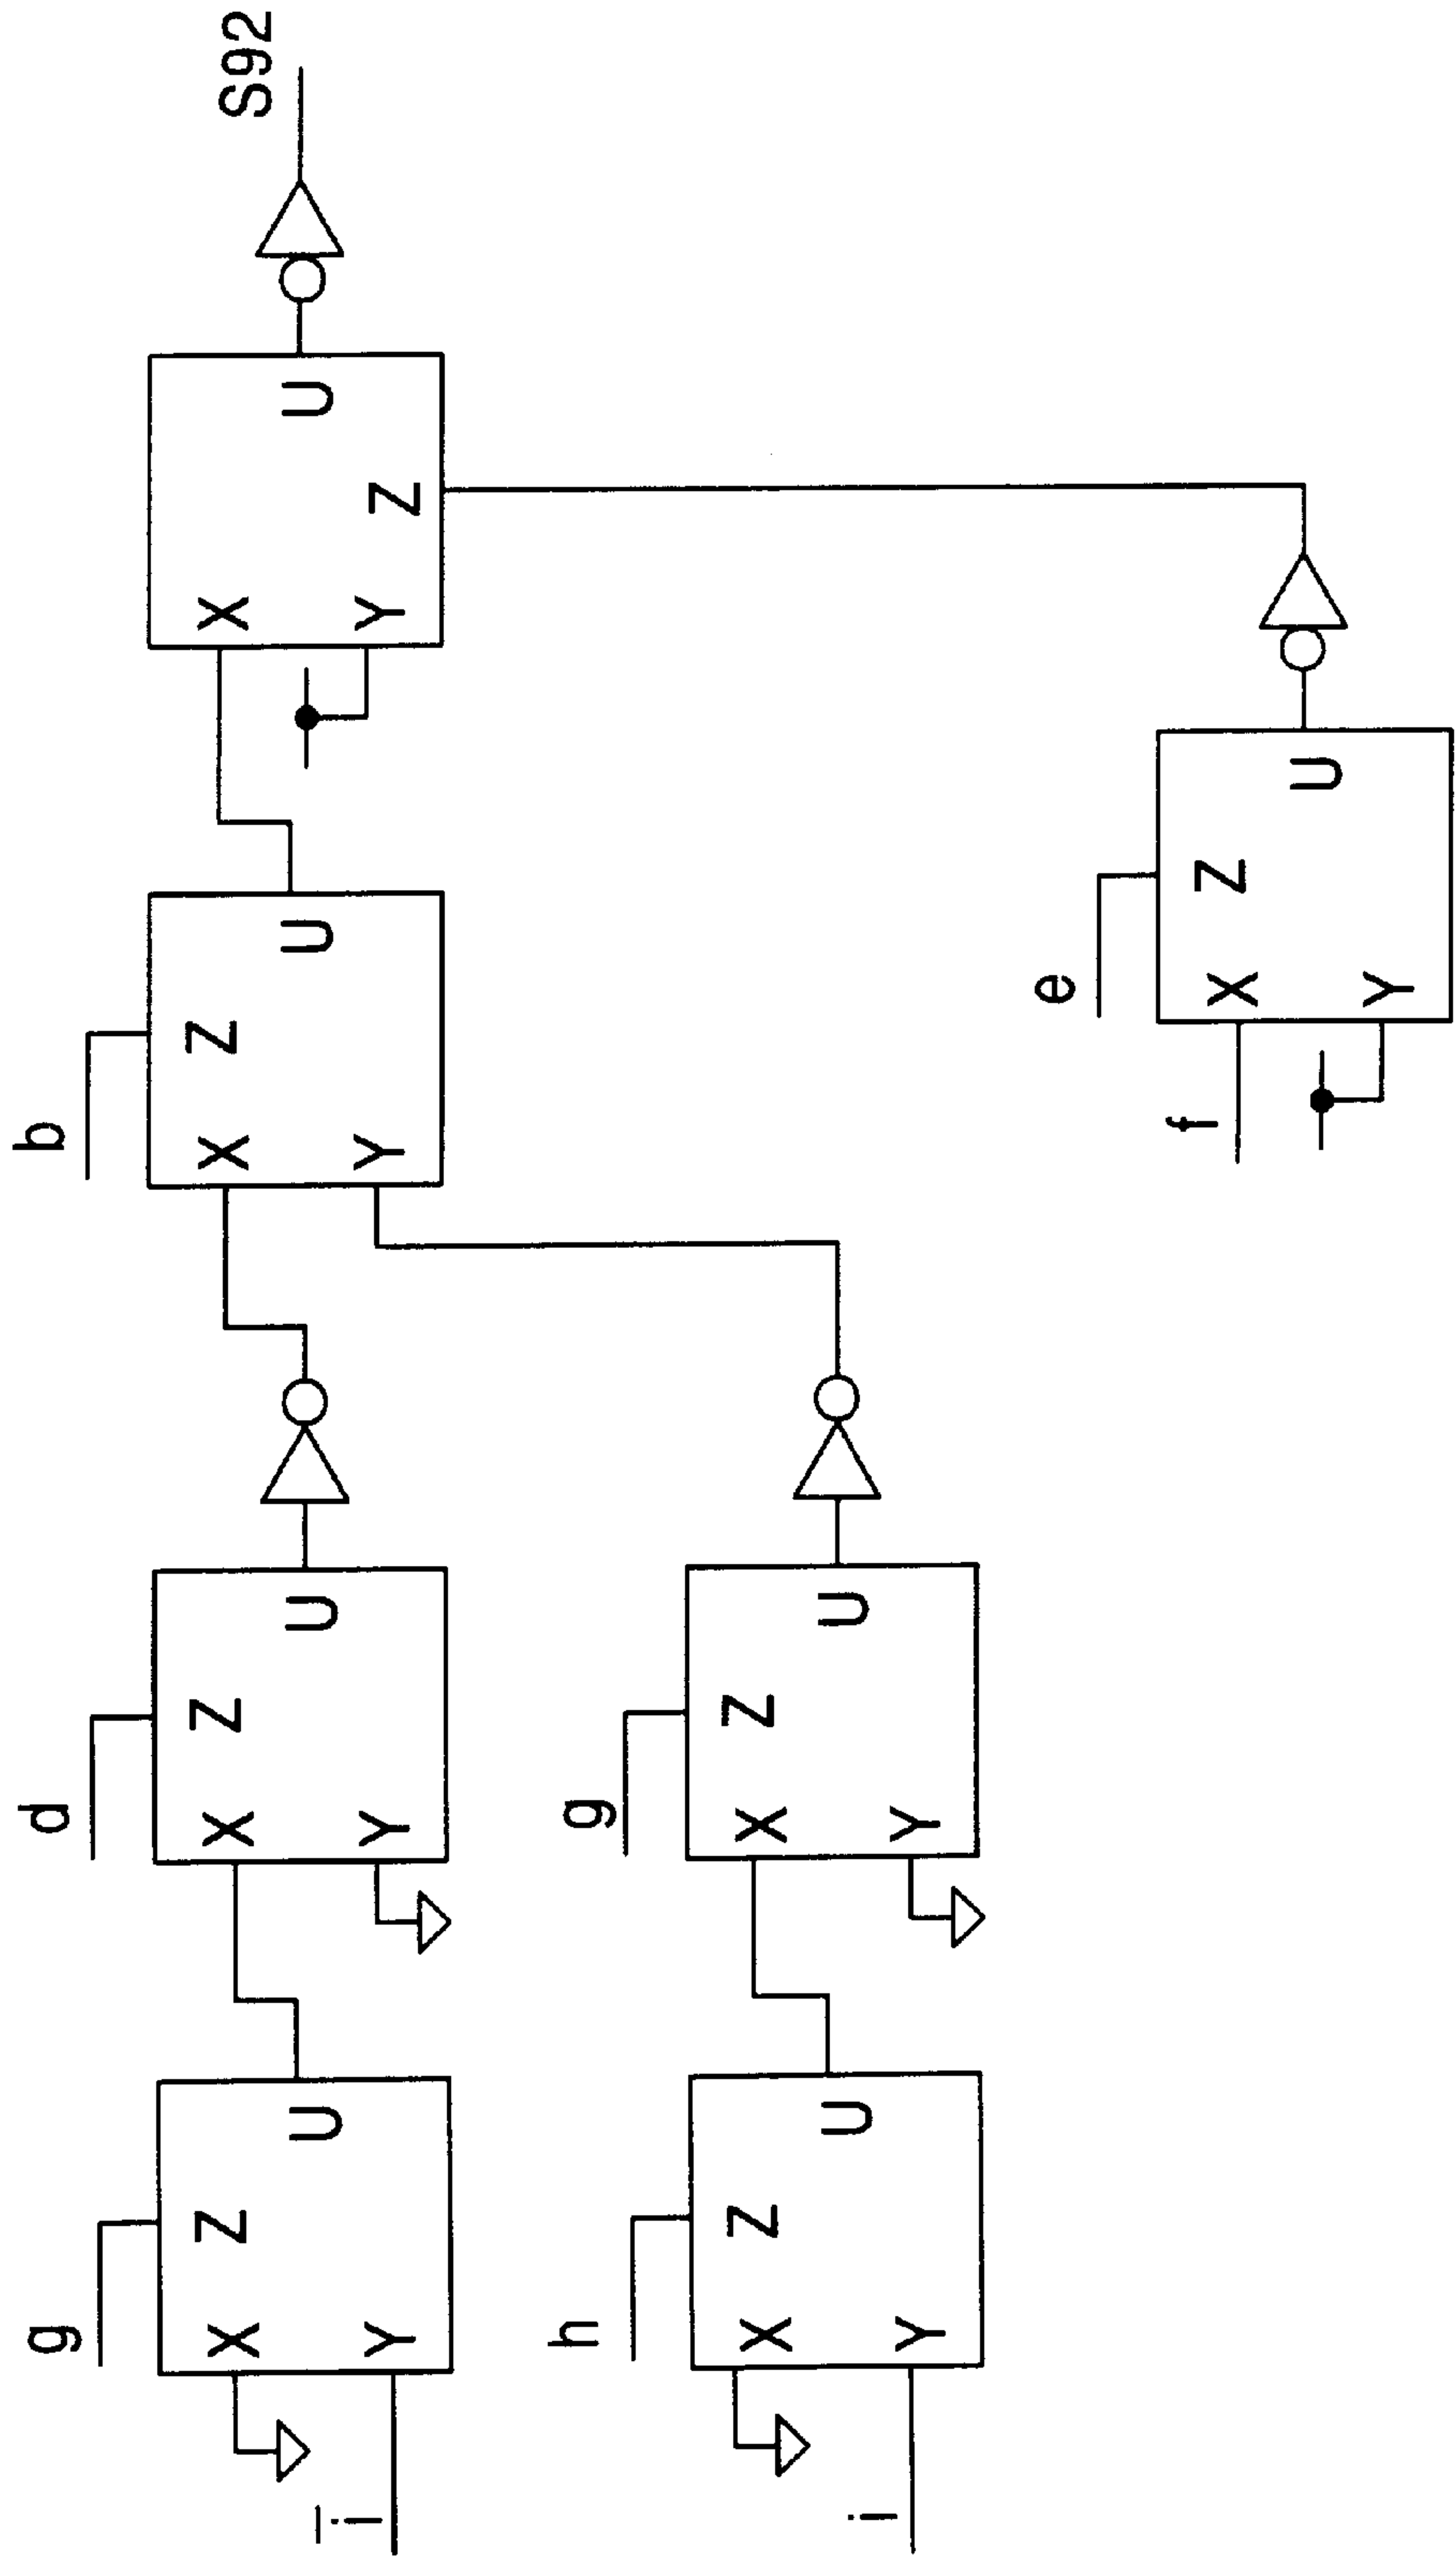 g d b
X Z X Z X Z X S92
U U U U
i̅ Y Y Y Y Z
h g
X Z X Z
U U
i Y Y
e
f X Z
U
Y